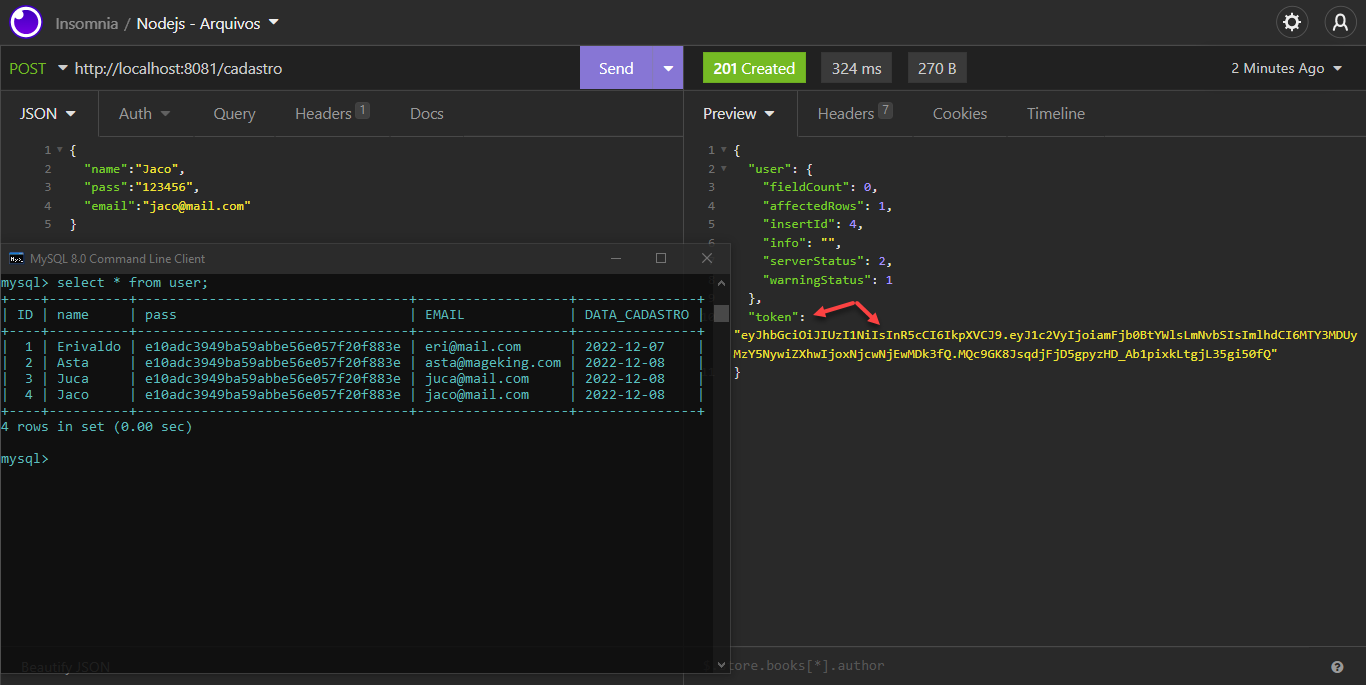 Insomnia / Nodejs - Arquivos
POST http://localhost:8081/cadastro Send
201 Created 324 ms 270 B 2 Minutes Ago
JSON Auth Query Headers 1 Docs
Preview Headers 7 Cookies Timeline
1 {
2 "name":"Jaco",
3 "pass":"123456",
4 "email":"jaco@mail.com"
5 }
1 {
2 "user": {
3 "fieldCount": 0,
4 "affectedRows": 1,
5 "insertId": 4,
6 "info": "",
"serverStatus": 2,
"warningStatus": 1
},
"token":
"eyJhbGciOiJIUzI1NiIsInR5cCI6IkpXVCJ9.eyJ1c2VyIjoiamFjb0BtYWlsLmNvbSIsImlhdCI6MTY3MDUy
MzY5NywiZXhwIjoxNjcwNjEwMDk3fQ.MQc9GK8JsqdjFjD5gpyzHD_Ab1pixkLtgjL35gi50fQ"
}
MySQL 8.0 Command Line Client
mysql> select * from user;
+----+----------+----------------------------------+------------------+---------------+
| ID | name | pass | EMAIL | DATA_CADASTRO |
+----+----------+----------------------------------+------------------+---------------+
| 1 | Erivaldo | e10adc3949ba59abbe56e057f20f883e | eri@mail.com | 2022-12-07 |
| 2 | Asta | e10adc3949ba59abbe56e057f20f883e | asta@mageking.com | 2022-12-08 |
| 3 | Juca | e10adc3949ba59abbe56e057f20f883e | juca@mail.com | 2022-12-08 |
| 4 | Jaco | e10adc3949ba59abbe56e057f20f883e | jaco@mail.com | 2022-12-08 |
+----+----------+----------------------------------+------------------+---------------+
4 rows in set (0.00 sec)
mysql>
Beautify JSON
$.store.books[*].author